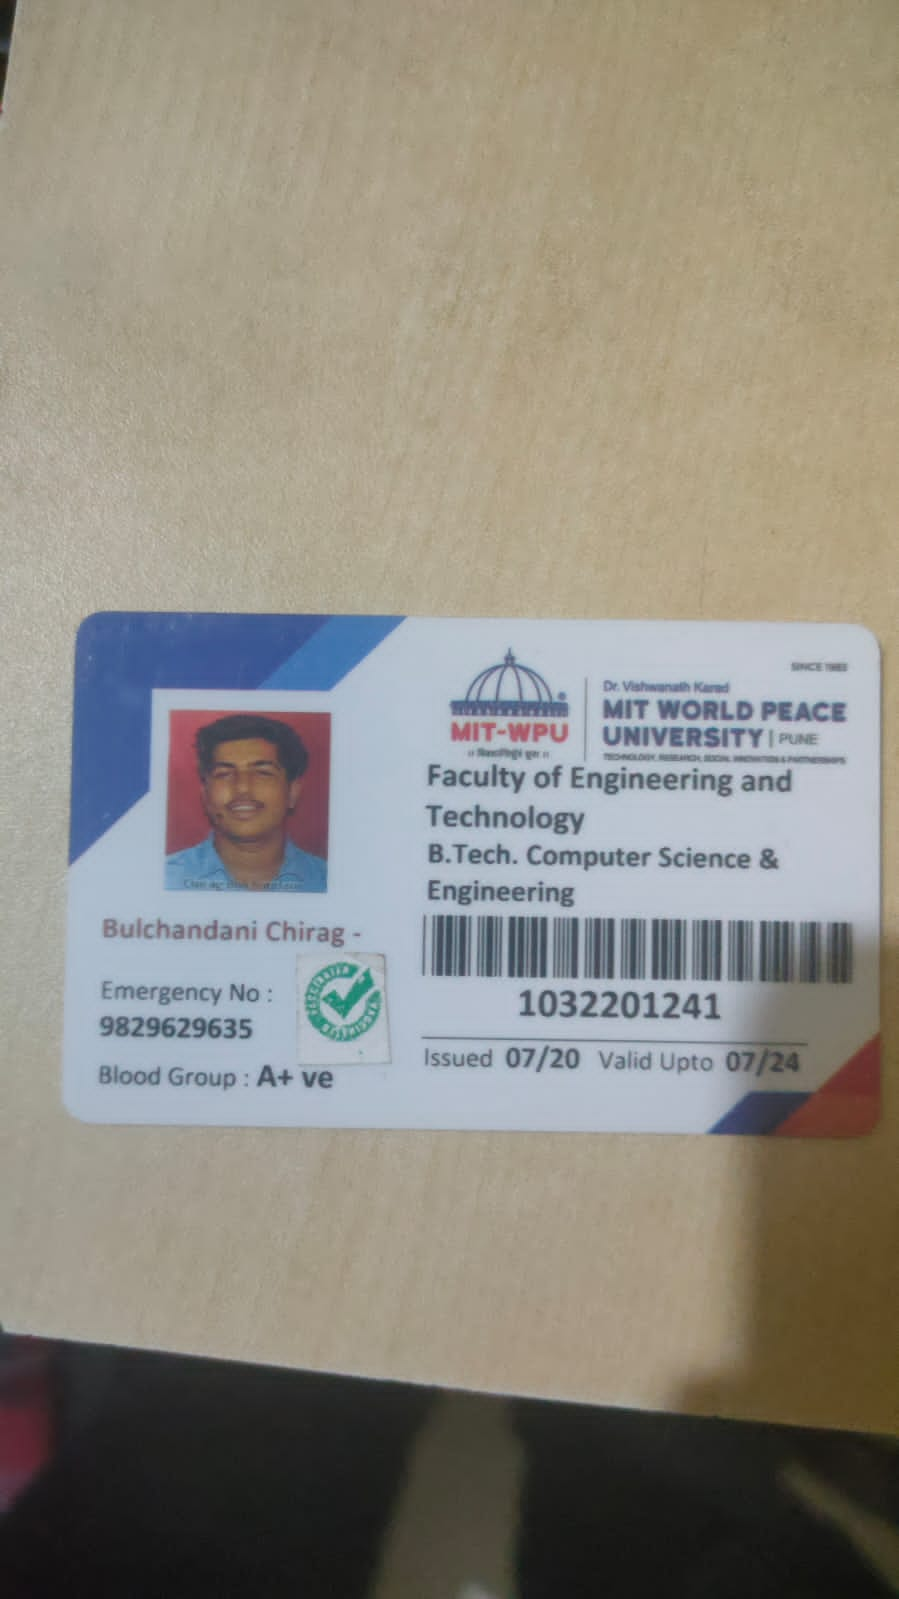 SINCE 1983
Dr. Vishwanath Karad
MIT WORLD PEACE
UNIVERSITY | PUNE
TECHNOLOGY, RESEARCH, SOCIAL INNOVATION & PARTNERSHIPS
MIT-WPU
Faculty of Engineering and
Technology
B.Tech. Computer Science &
Engineering
1032201241
Issued 07/20 Valid Upto 07/24
Bulchandani Chirag -
Emergency No :
9829629635
VACCINATED
Blood Group : A+ ve